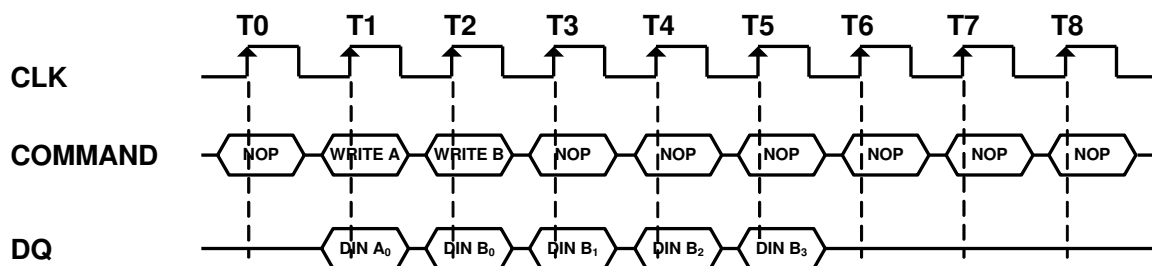 T0 T1 T2 T3 T4 T5 T6 T7 T8
CLK
COMMAND NOP WRITE A WRITE B NOP NOP NOP NOP NOP NOP
DQ DIN A₀ DIN B₀ DIN B₁ DIN B₂ DIN B₃